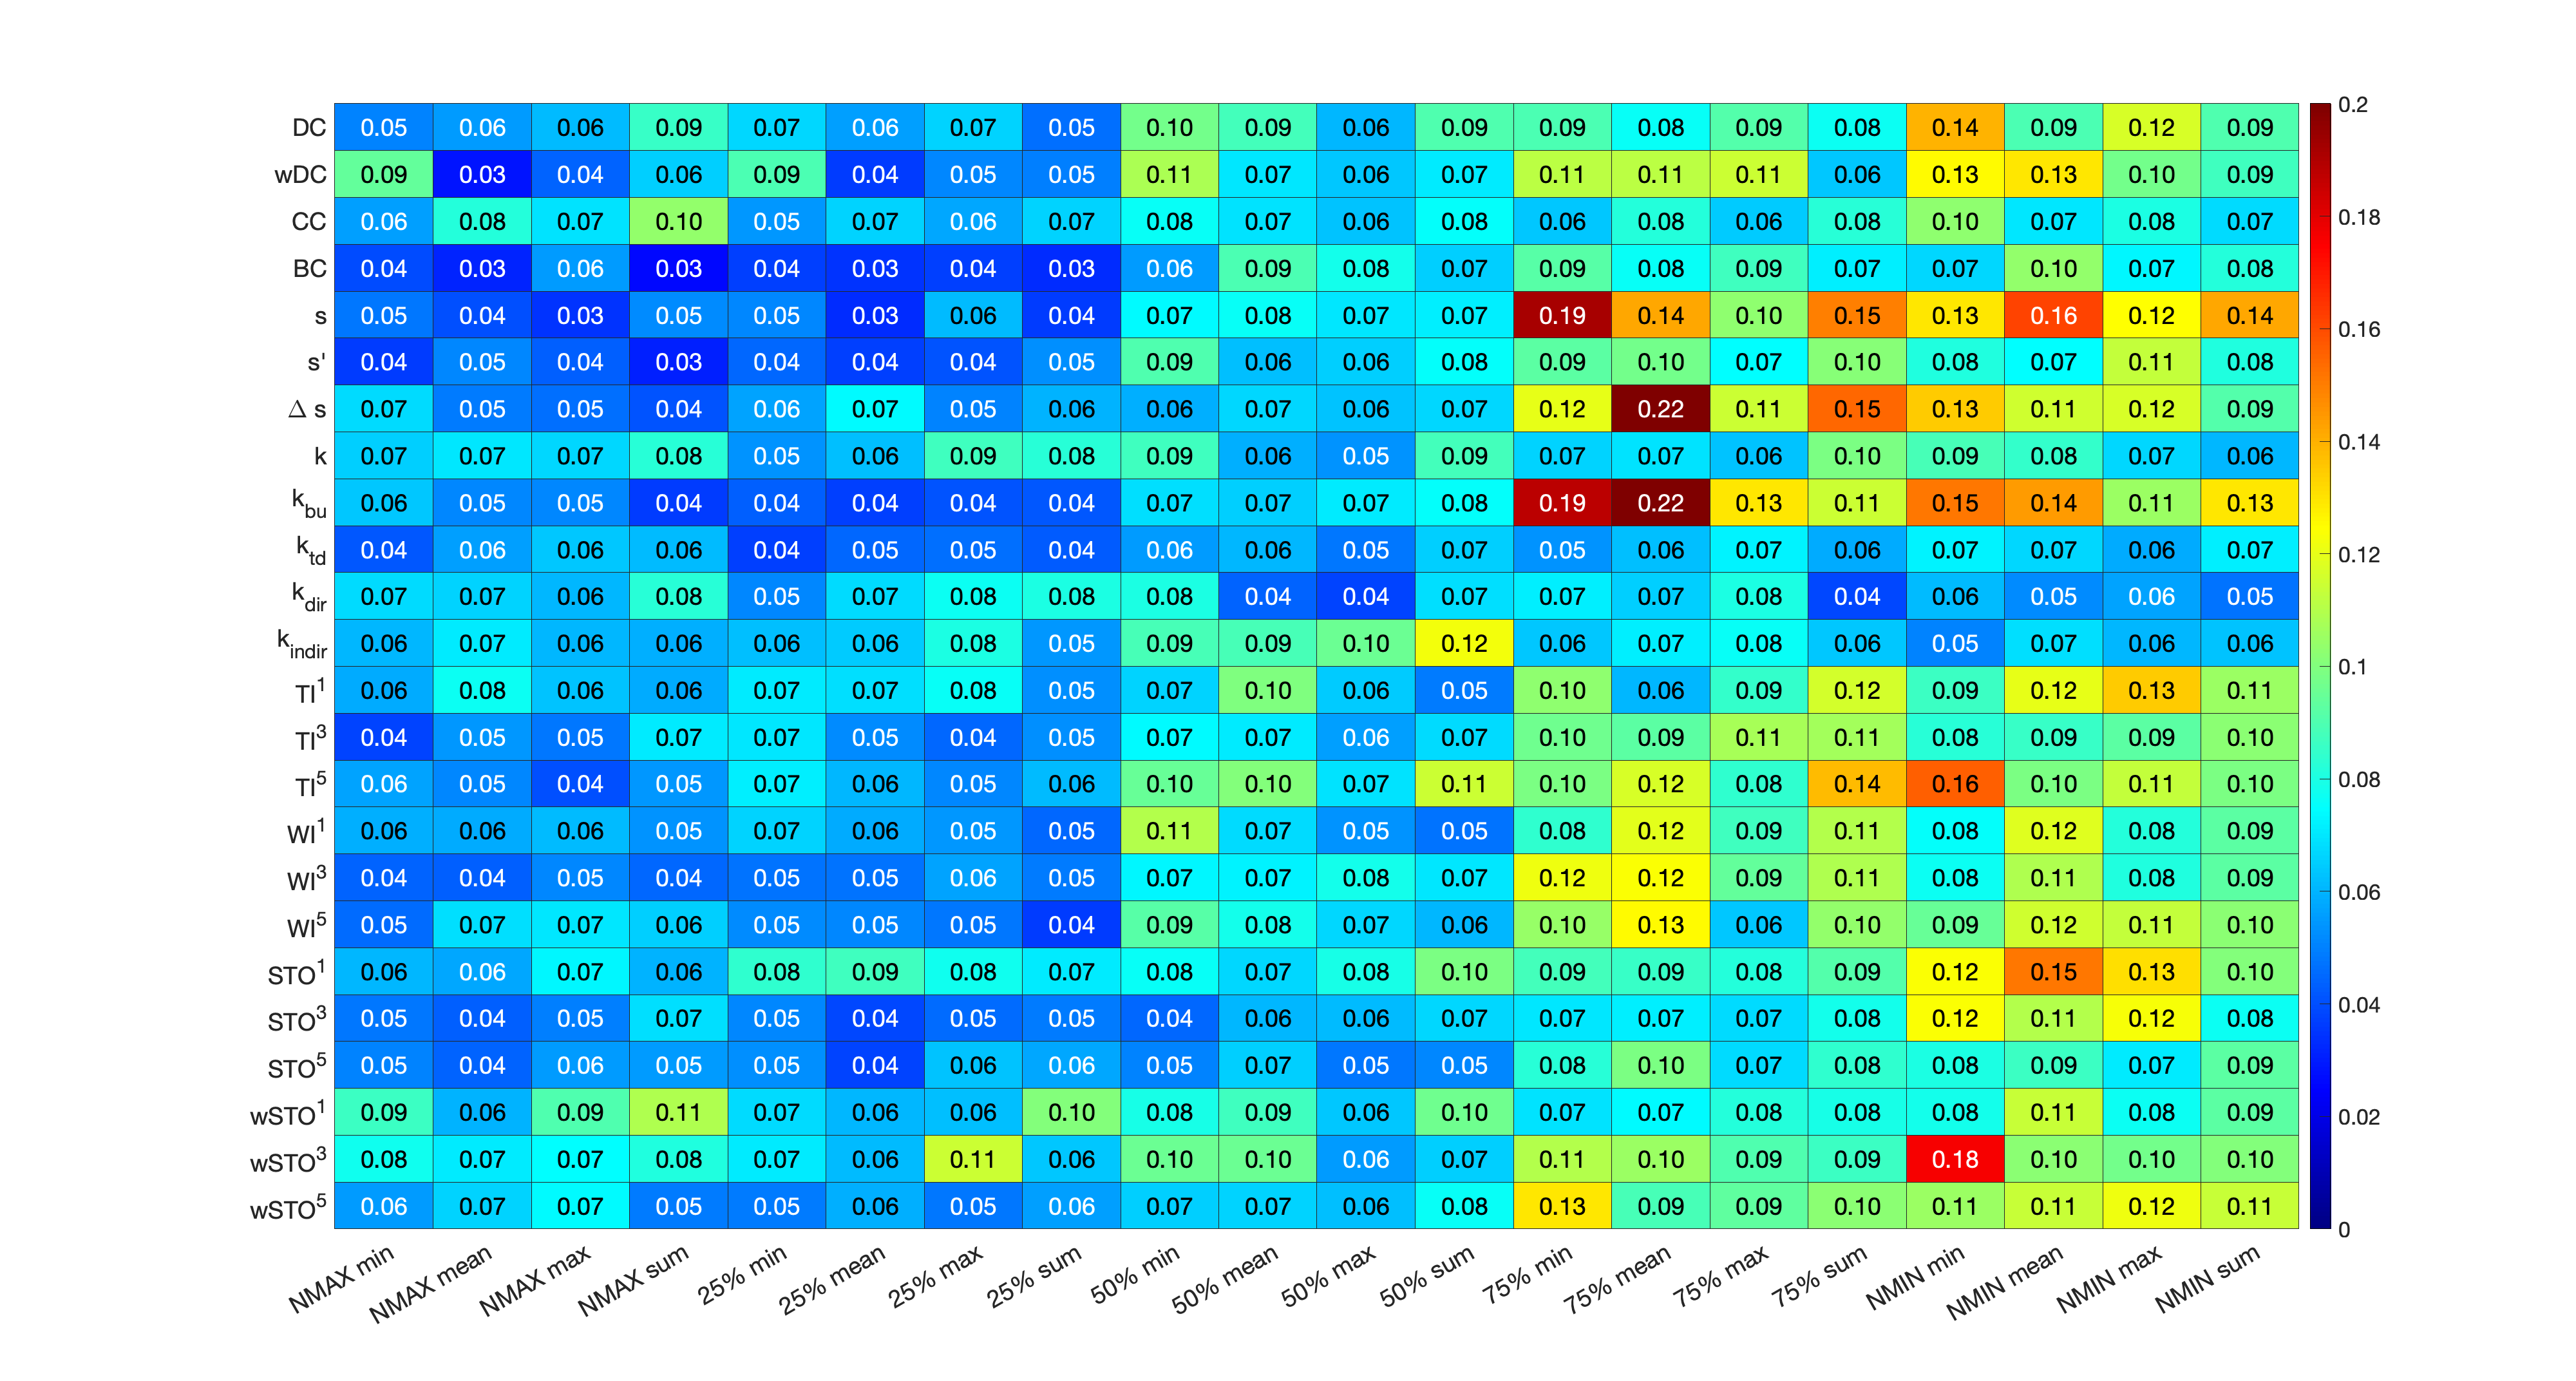 DC 0.05 0.06 0.06 0.09 0.07 0.06 0.07 0.05 0.10 0.09 0.06 0.09 0.09 0.08 0.09 0.08 0.14 0.09 0.12 0.09
wDC 0.09 0.03 0.04 0.06 0.09 0.04 0.05 0.05 0.11 0.07 0.06 0.07 0.11 0.11 0.11 0.06 0.13 0.13 0.10 0.09
CC 0.06 0.08 0.07 0.10 0.05 0.07 0.06 0.07 0.08 0.07 0.06 0.08 0.06 0.08 0.06 0.08 0.10 0.07 0.08 0.07
BC 0.04 0.03 0.06 0.03 0.04 0.03 0.04 0.03 0.06 0.09 0.08 0.07 0.09 0.08 0.09 0.07 0.07 0.10 0.07 0.08
s 0.05 0.04 0.03 0.05 0.05 0.03 0.06 0.04 0.07 0.08 0.07 0.07 0.19 0.14 0.10 0.15 0.13 0.16 0.12 0.14
s' 0.04 0.05 0.04 0.03 0.04 0.04 0.04 0.05 0.09 0.06 0.06 0.08 0.09 0.10 0.07 0.10 0.08 0.07 0.11 0.08
Δ s 0.07 0.05 0.05 0.04 0.06 0.07 0.05 0.06 0.06 0.07 0.06 0.07 0.12 0.22 0.11 0.15 0.13 0.11 0.12 0.09
k 0.07 0.07 0.07 0.08 0.05 0.06 0.09 0.08 0.09 0.06 0.05 0.09 0.07 0.07 0.06 0.10 0.09 0.08 0.07 0.06
k_bu 0.06 0.05 0.05 0.04 0.04 0.04 0.04 0.04 0.07 0.07 0.07 0.08 0.19 0.22 0.13 0.11 0.15 0.14 0.11 0.13
k_td 0.04 0.06 0.06 0.06 0.04 0.05 0.05 0.04 0.06 0.06 0.05 0.07 0.05 0.06 0.07 0.06 0.07 0.07 0.06 0.07
k_dir 0.07 0.07 0.06 0.08 0.05 0.07 0.08 0.08 0.08 0.04 0.04 0.07 0.07 0.07 0.08 0.04 0.06 0.05 0.06 0.05
k_indir 0.06 0.07 0.06 0.06 0.06 0.06 0.08 0.05 0.09 0.09 0.10 0.12 0.06 0.07 0.08 0.06 0.05 0.07 0.06 0.06
TI^1 0.06 0.08 0.06 0.06 0.07 0.07 0.08 0.05 0.07 0.10 0.06 0.05 0.10 0.06 0.09 0.12 0.09 0.12 0.13 0.11
TI^3 0.04 0.05 0.05 0.07 0.07 0.05 0.04 0.05 0.07 0.07 0.06 0.07 0.10 0.09 0.11 0.11 0.08 0.09 0.09 0.10
TI^5 0.06 0.05 0.04 0.05 0.07 0.06 0.05 0.06 0.10 0.10 0.07 0.11 0.10 0.12 0.08 0.14 0.16 0.10 0.11 0.10
WI^1 0.06 0.06 0.06 0.05 0.07 0.06 0.05 0.05 0.11 0.07 0.05 0.05 0.08 0.12 0.09 0.11 0.08 0.12 0.08 0.09
WI^3 0.04 0.04 0.05 0.04 0.05 0.05 0.06 0.05 0.07 0.07 0.08 0.07 0.12 0.12 0.09 0.11 0.08 0.11 0.08 0.09
WI^5 0.05 0.07 0.07 0.06 0.05 0.05 0.05 0.04 0.09 0.08 0.07 0.06 0.10 0.13 0.06 0.10 0.09 0.12 0.11 0.10
STO^1 0.06 0.06 0.07 0.06 0.08 0.09 0.08 0.07 0.08 0.07 0.08 0.10 0.09 0.09 0.08 0.09 0.12 0.15 0.13 0.10
STO^3 0.05 0.04 0.05 0.07 0.05 0.04 0.05 0.05 0.04 0.06 0.06 0.07 0.07 0.07 0.07 0.08 0.12 0.11 0.12 0.08
STO^5 0.05 0.04 0.06 0.05 0.05 0.04 0.06 0.06 0.05 0.07 0.05 0.05 0.08 0.10 0.07 0.08 0.08 0.09 0.07 0.09
wSTO^1 0.09 0.06 0.09 0.11 0.07 0.06 0.06 0.10 0.08 0.09 0.06 0.10 0.07 0.07 0.08 0.08 0.08 0.11 0.08 0.09
wSTO^3 0.08 0.07 0.07 0.08 0.07 0.06 0.11 0.06 0.10 0.10 0.06 0.07 0.11 0.10 0.09 0.09 0.18 0.10 0.10 0.10
wSTO^5 0.06 0.07 0.07 0.05 0.05 0.06 0.05 0.06 0.07 0.07 0.06 0.08 0.13 0.09 0.09 0.10 0.11 0.11 0.12 0.11
NMAX min NMAX mean NMAX max NMAX sum 25% min 25% mean 25% max 25% sum 50% min 50% mean 50% max 50% sum 75% min 75% mean 75% max 75% sum NMIN min NMIN mean NMIN max NMIN sum
0.2
0.18
0.16
0.14
0.12
0.1
0.08
0.06
0.04
0.02
0